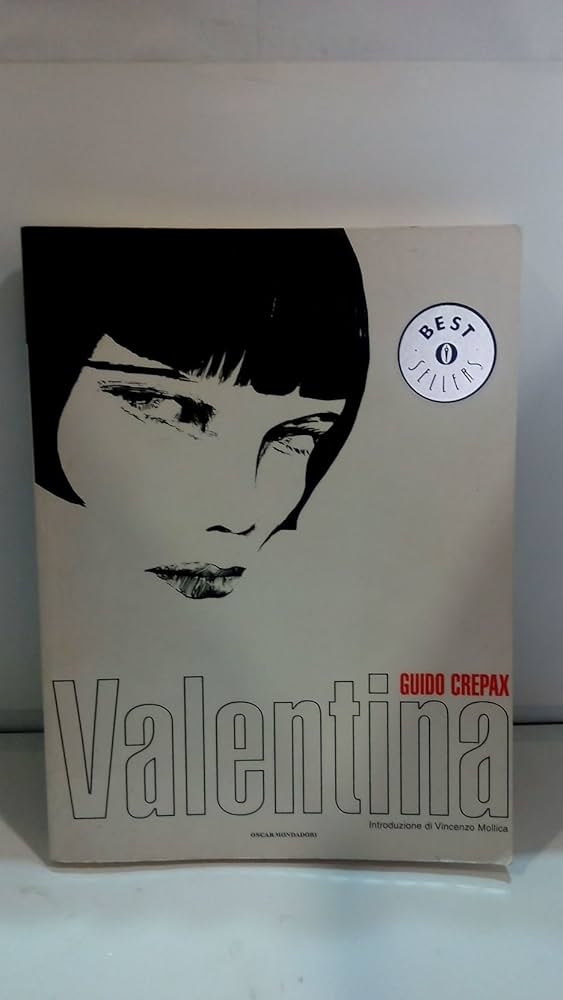 BEST
SELLERS
GUIDO CREPAX
Valentina
Introduzione di Vincenzo Mollica
OSCAR MONDADORI